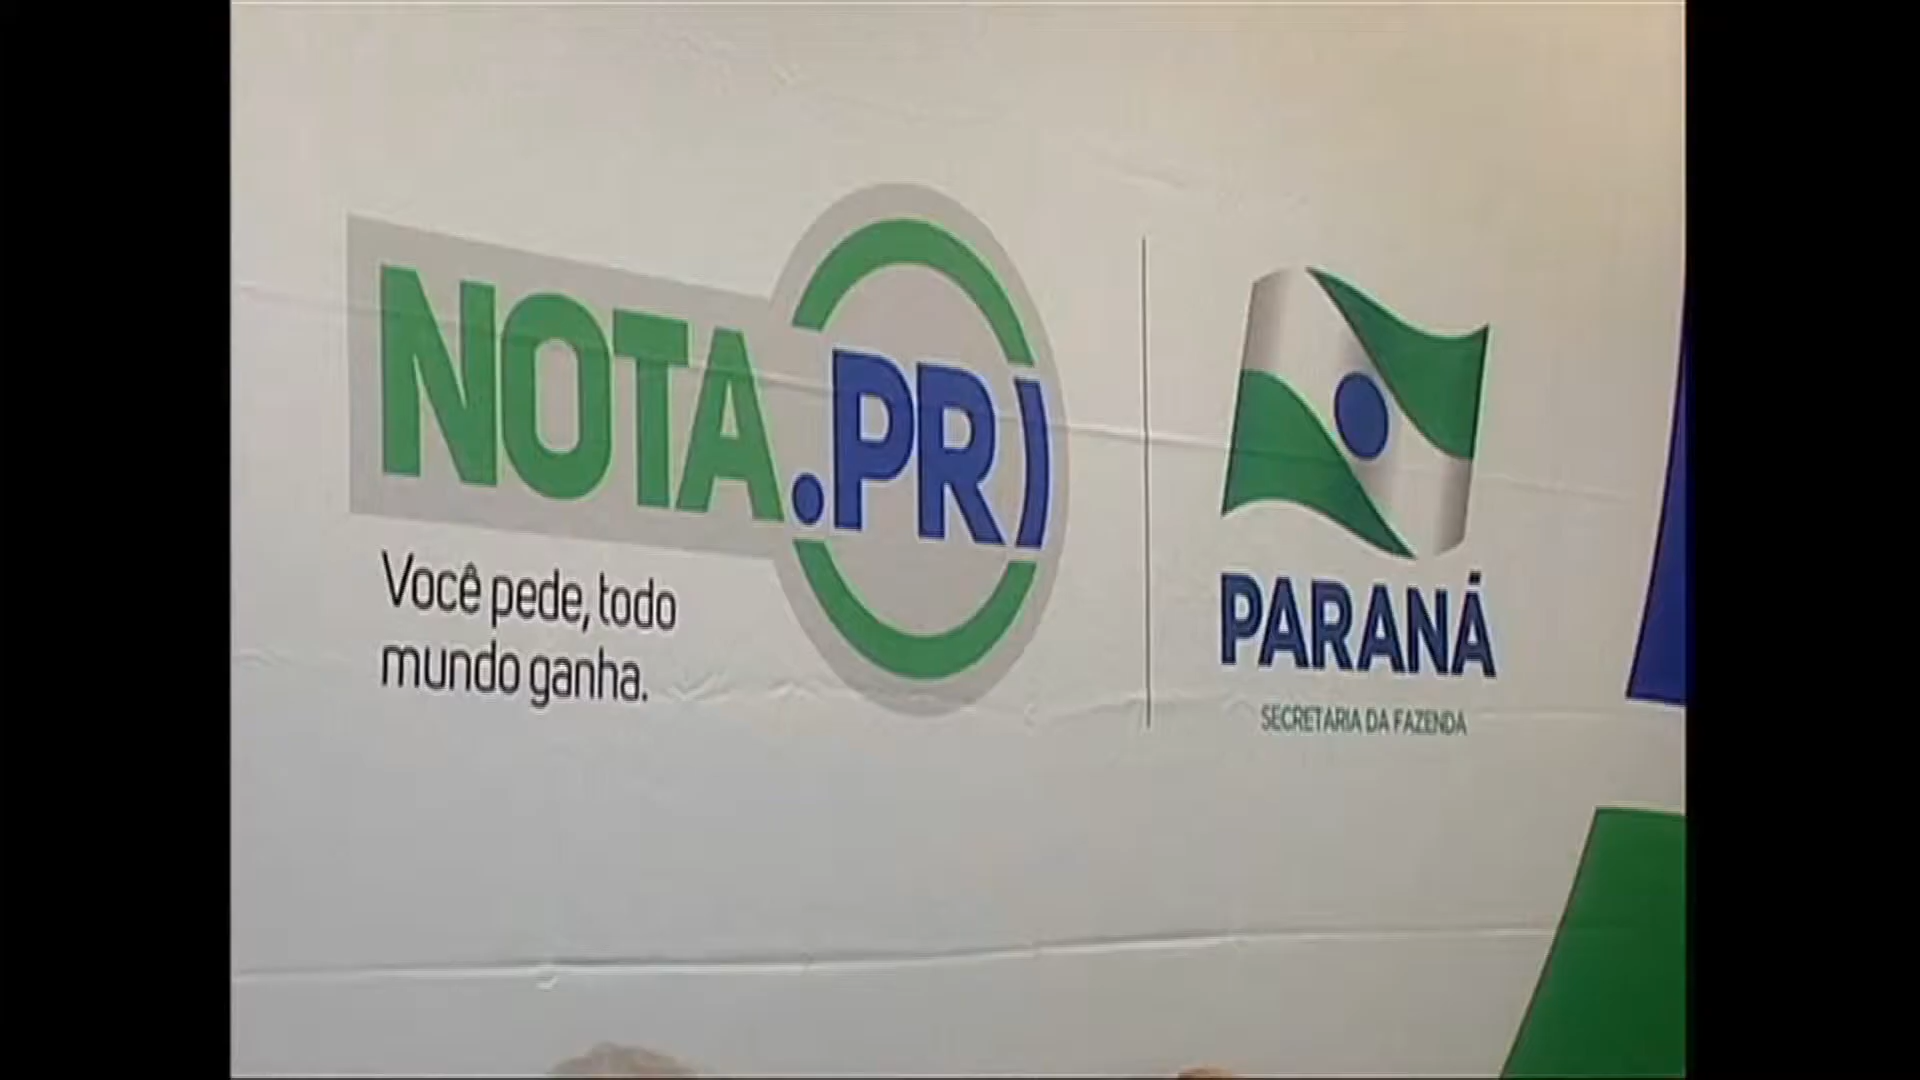 NOTA.PR
Você pede, todo
mundo ganha.
PARANÁ
SECRETARIA DA FAZENDA